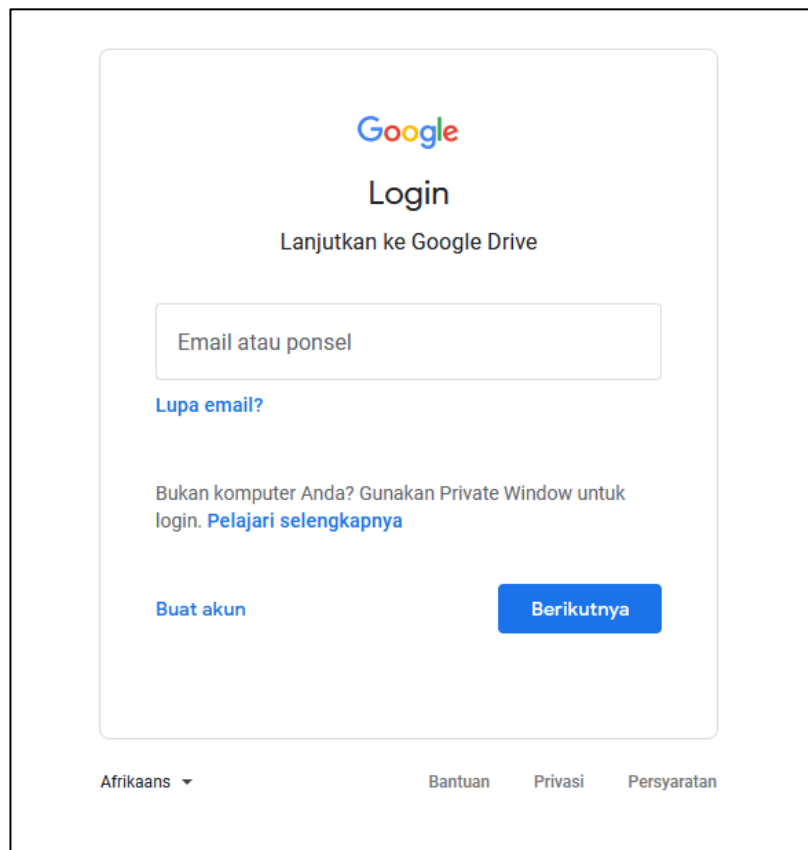 Google
Login
Lanjutkan ke Google Drive
Email atau ponsel
Lupa email?
Bukan komputer Anda? Gunakan Private Window untuk
login. Pelajari selengkapnya
Buat akun
Berikutnya
Afrikaans
Bantuan
Privasi
Persyaratan